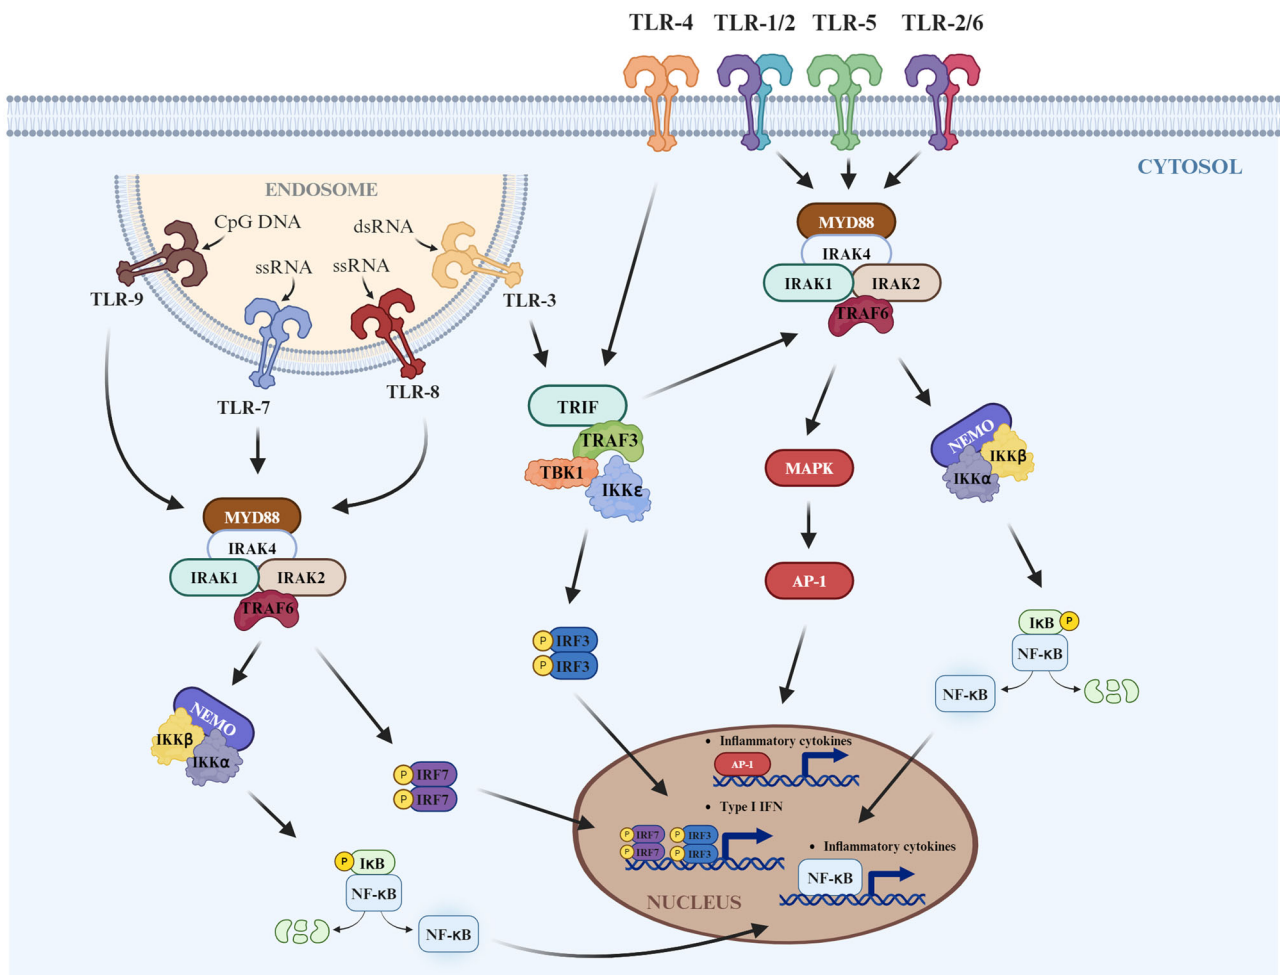 TLR-4
TLR-1/2
TLR-5
TLR-2/6
CYTOSOL
ENDOSOME
CpG DNA
dsRNA
ssRNA
ssRNA
TLR-9
TLR-3
TLR-7
TLR-8
MYD88
IRAK4
IRAK1
IRAK2
TRAF6
TRIF
TRAF3
TBK1
IKKε
MAPK
AP-1
NEMO
IKKβ
IKKα
IκB
P
NF-κB
NF-κB
MYD88
IRAK4
IRAK1
IRAK2
TRAF6
P IRF3
P IRF3
NEMO
IKKβ
IKKα
P IRF7
P IRF7
P
IκB
NF-κB
NF-κB
• Inflammatory cytokines
AP-1
• Type I IFN
P IRF7
P IRF3
P IRF7
P IRF3
• Inflammatory cytokines
NF-κB
NUCLEUS